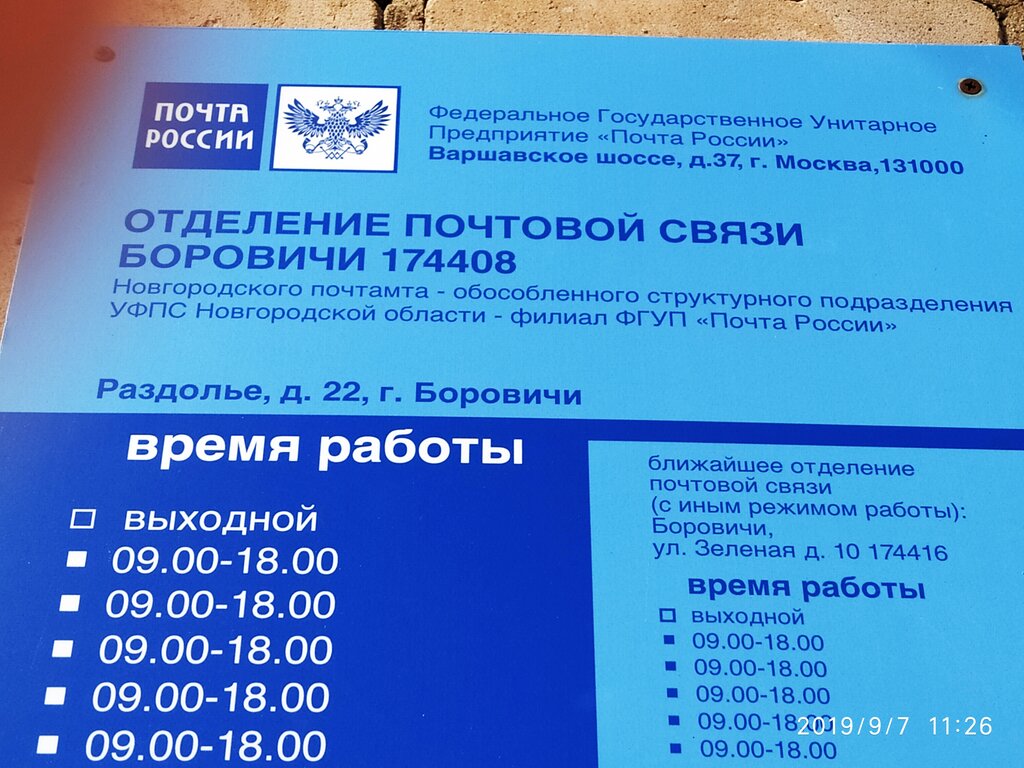 ПОЧТА
РОССИИ
Федеральное Государственное Унитарное
Предприятие «Почта России»
Варшавское шоссе, д.37, г. Москва,131000
ОТДЕЛЕНИЕ ПОЧТОВОЙ СВЯЗИ
БОРОВИЧИ 174408
Новгородского почтамта - обособленного структурного подразделения
УФПС Новгородской области - филиал ФГУП «Почта России»
Раздолье, д. 22, г. Боровичи
время работы
выходной
09.00-18.00
09.00-18.00
09.00-18.00
09.00-18.00
09.00-18.00
ближайшее отделение
почтовой связи
(с иным режимом работы):
Боровичи,
ул. Зеленая д. 10 174416
время работы
выходной
09.00-18.00
09.00-18.00
09.00-18.00
09.00-18.00
09.00-18.00
2019/9/7 11:26